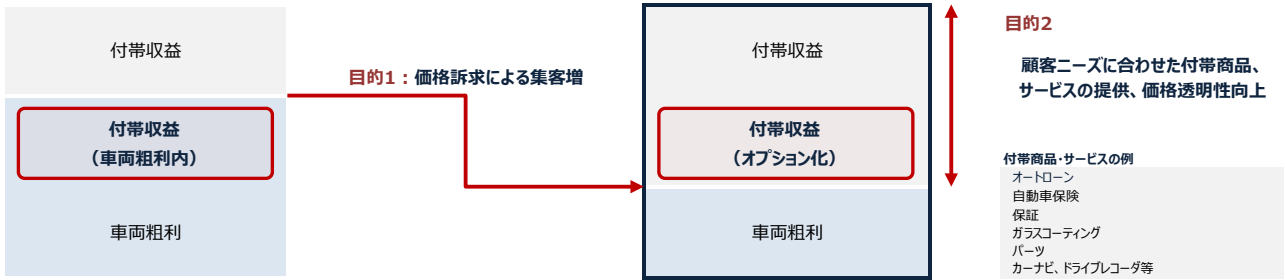 付帯収益
付帯収益
(車両粗利内)
車両粗利
目的1:価格訴求による集客増
付帯収益
付帯収益
(オプション化)
車両粗利
目的2
顧客ニーズに合わせた付帯商品、
サービスの提供、価格透明性向上
付帯商品・サービスの例
オートローン
自動車保険
保証
ガラスコーティング
パーツ
カーナビ、ドライブレコーダ等